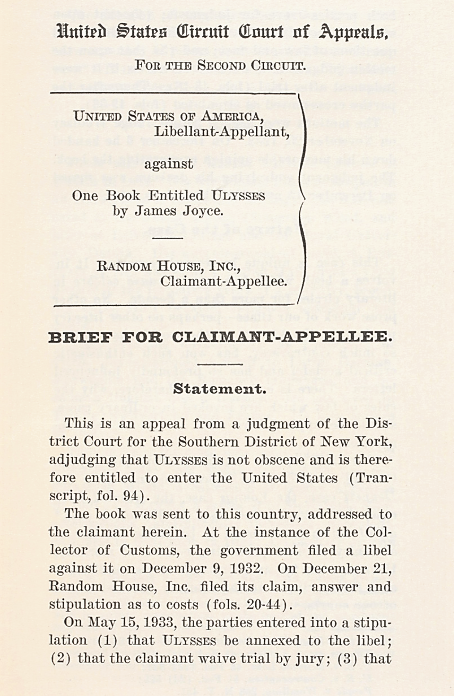 United States Circuit Court of Appeals,
FOR THE SECOND CIRCUIT.
UNITED STATES OF AMERICA,
Libellant-Appellant,
against
One Book Entitled ULYSSES
by James Joyce.
RANDOM HOUSE, INC.,
Claimant-Appellee.
BRIEF FOR CLAIMANT-APPELLEE.
Statement.
This is an appeal from a judgment of the Dis-
trict Court for the Southern District of New York,
adjudging that ULYSSES is not obscene and is there-
fore entitled to enter the United States (Tran-
script, fol. 94).
The book was sent to this country, addressed to
the claimant herein. At the instance of the Col-
lector of Customs, the government filed a libel
against it on December 9, 1932. On December 21,
Random House, Inc. filed its claim, answer and
stipulation as to costs (fols. 20-44).
On May 15, 1933, the parties entered into a stipu-
lation (1) that ULYSSES be annexed to the libel;
(2) that the claimant waive trial by jury; (3) that